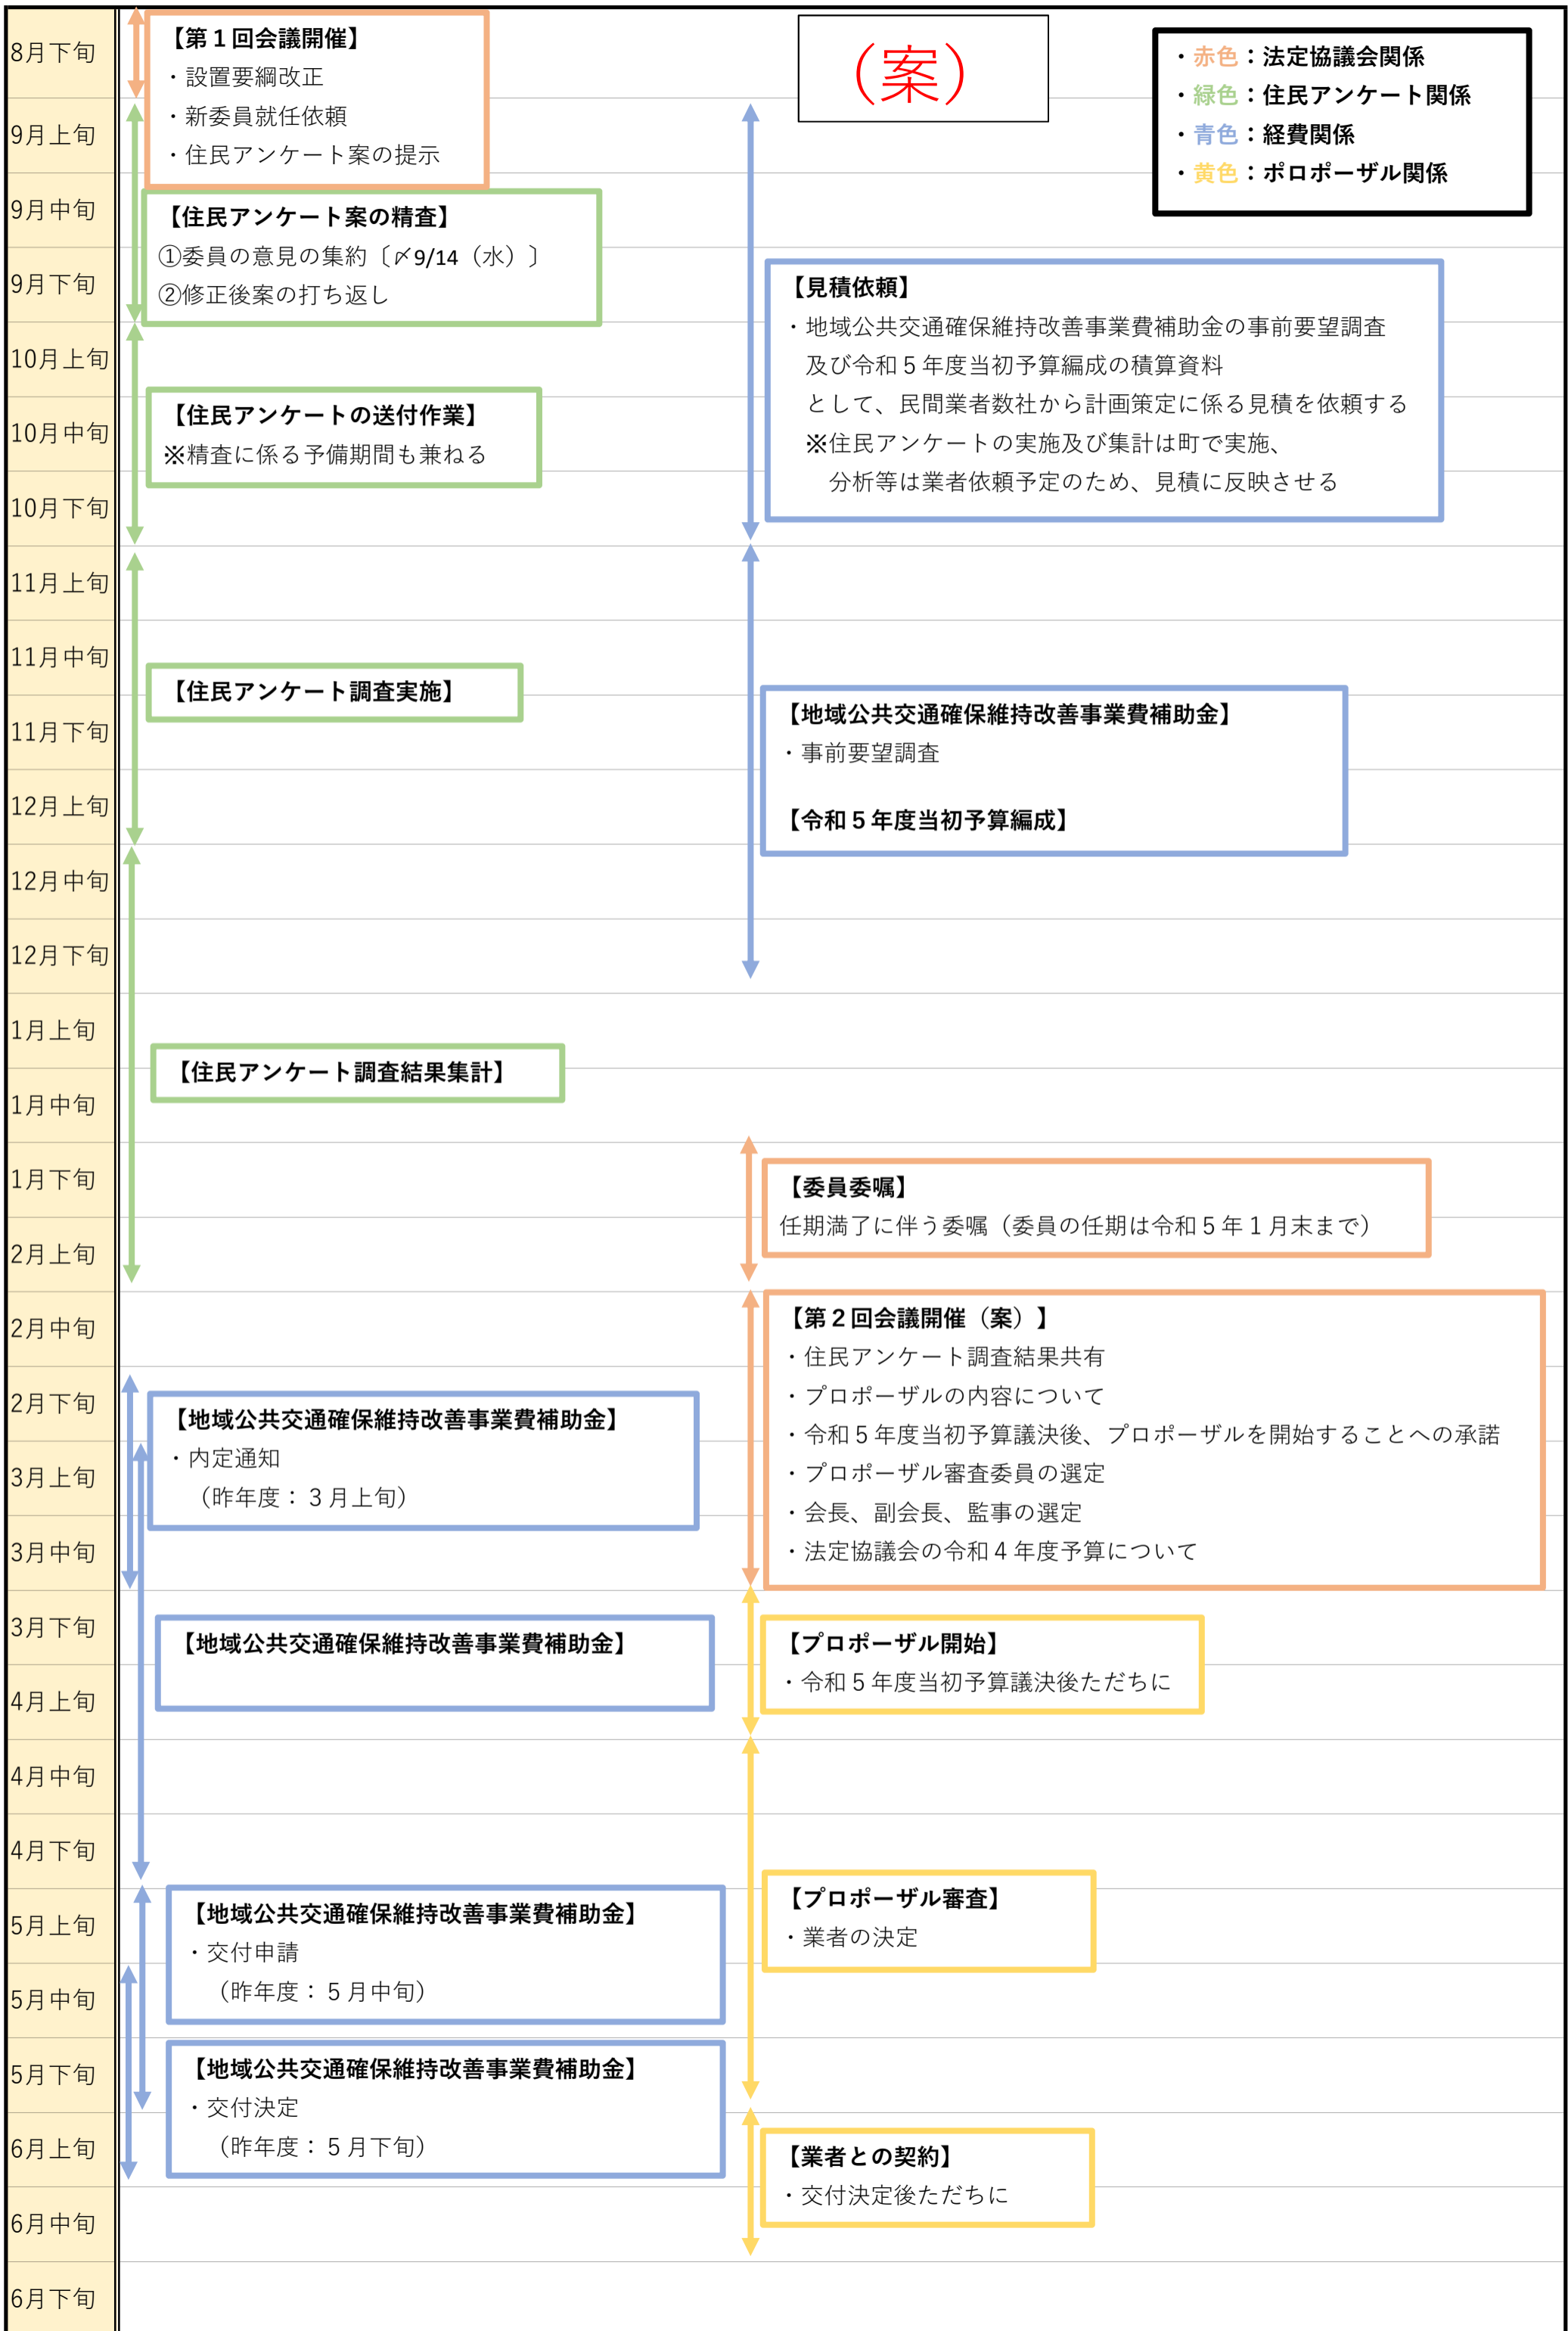 8月下旬
9月上旬
9月中旬
9月下旬
10月上旬
10月中旬
10月下旬
11月上旬
11月中旬
11月下旬
12月上旬
12月中旬
12月下旬
1月上旬
1月中旬
1月下旬
2月上旬
2月中旬
2月下旬
3月上旬
3月中旬
3月下旬
4月上旬
4月中旬
4月下旬
5月上旬
5月中旬
5月下旬
6月上旬
6月中旬
6月下旬
（案）
・赤色：法定協議会関係
・緑色：住民アンケート関係
・青色：経費関係
・黄色：ポロポーザル関係
【第１回会議開催】
・設置要綱改正
・新委員就任依頼
・住民アンケート案の提示
【住民アンケート案の精査】
①委員の意見の集約〔〆9/14（水）〕
②修正後案の打ち返し
【見積依頼】
・地域公共交通確保維持改善事業費補助金の事前要望調査
及び令和５年度当初予算編成の積算資料
として、民間業者数社から計画策定に係る見積を依頼する
※住民アンケートの実施及び集計は町で実施、
分析等は業者依頼予定のため、見積に反映させる
【住民アンケートの送付作業】
※精査に係る予備期間も兼ねる
【住民アンケート調査実施】
【地域公共交通確保維持改善事業費補助金】
・事前要望調査
【令和５年度当初予算編成】
【住民アンケート調査結果集計】
【委員委嘱】
任期満了に伴う委嘱（委員の任期は令和５年１月末まで）
【第２回会議開催（案）】
・住民アンケート調査結果共有
・プロポーザルの内容について
・令和５年度当初予算議決後、プロポーザルを開始することへの承諾
・プロポーザル審査委員の選定
・会長、副会長、監事の選定
・法定協議会の令和４年度予算について
【地域公共交通確保維持改善事業費補助金】
・内定通知
（昨年度：３月上旬）
【地域公共交通確保維持改善事業費補助金】
【プロポーザル開始】
・令和５年度当初予算議決後ただちに
【プロポーザル審査】
・業者の決定
【地域公共交通確保維持改善事業費補助金】
・交付申請
（昨年度：５月中旬）
【地域公共交通確保維持改善事業費補助金】
・交付決定
（昨年度：５月下旬）
【業者との契約】
・交付決定後ただちに